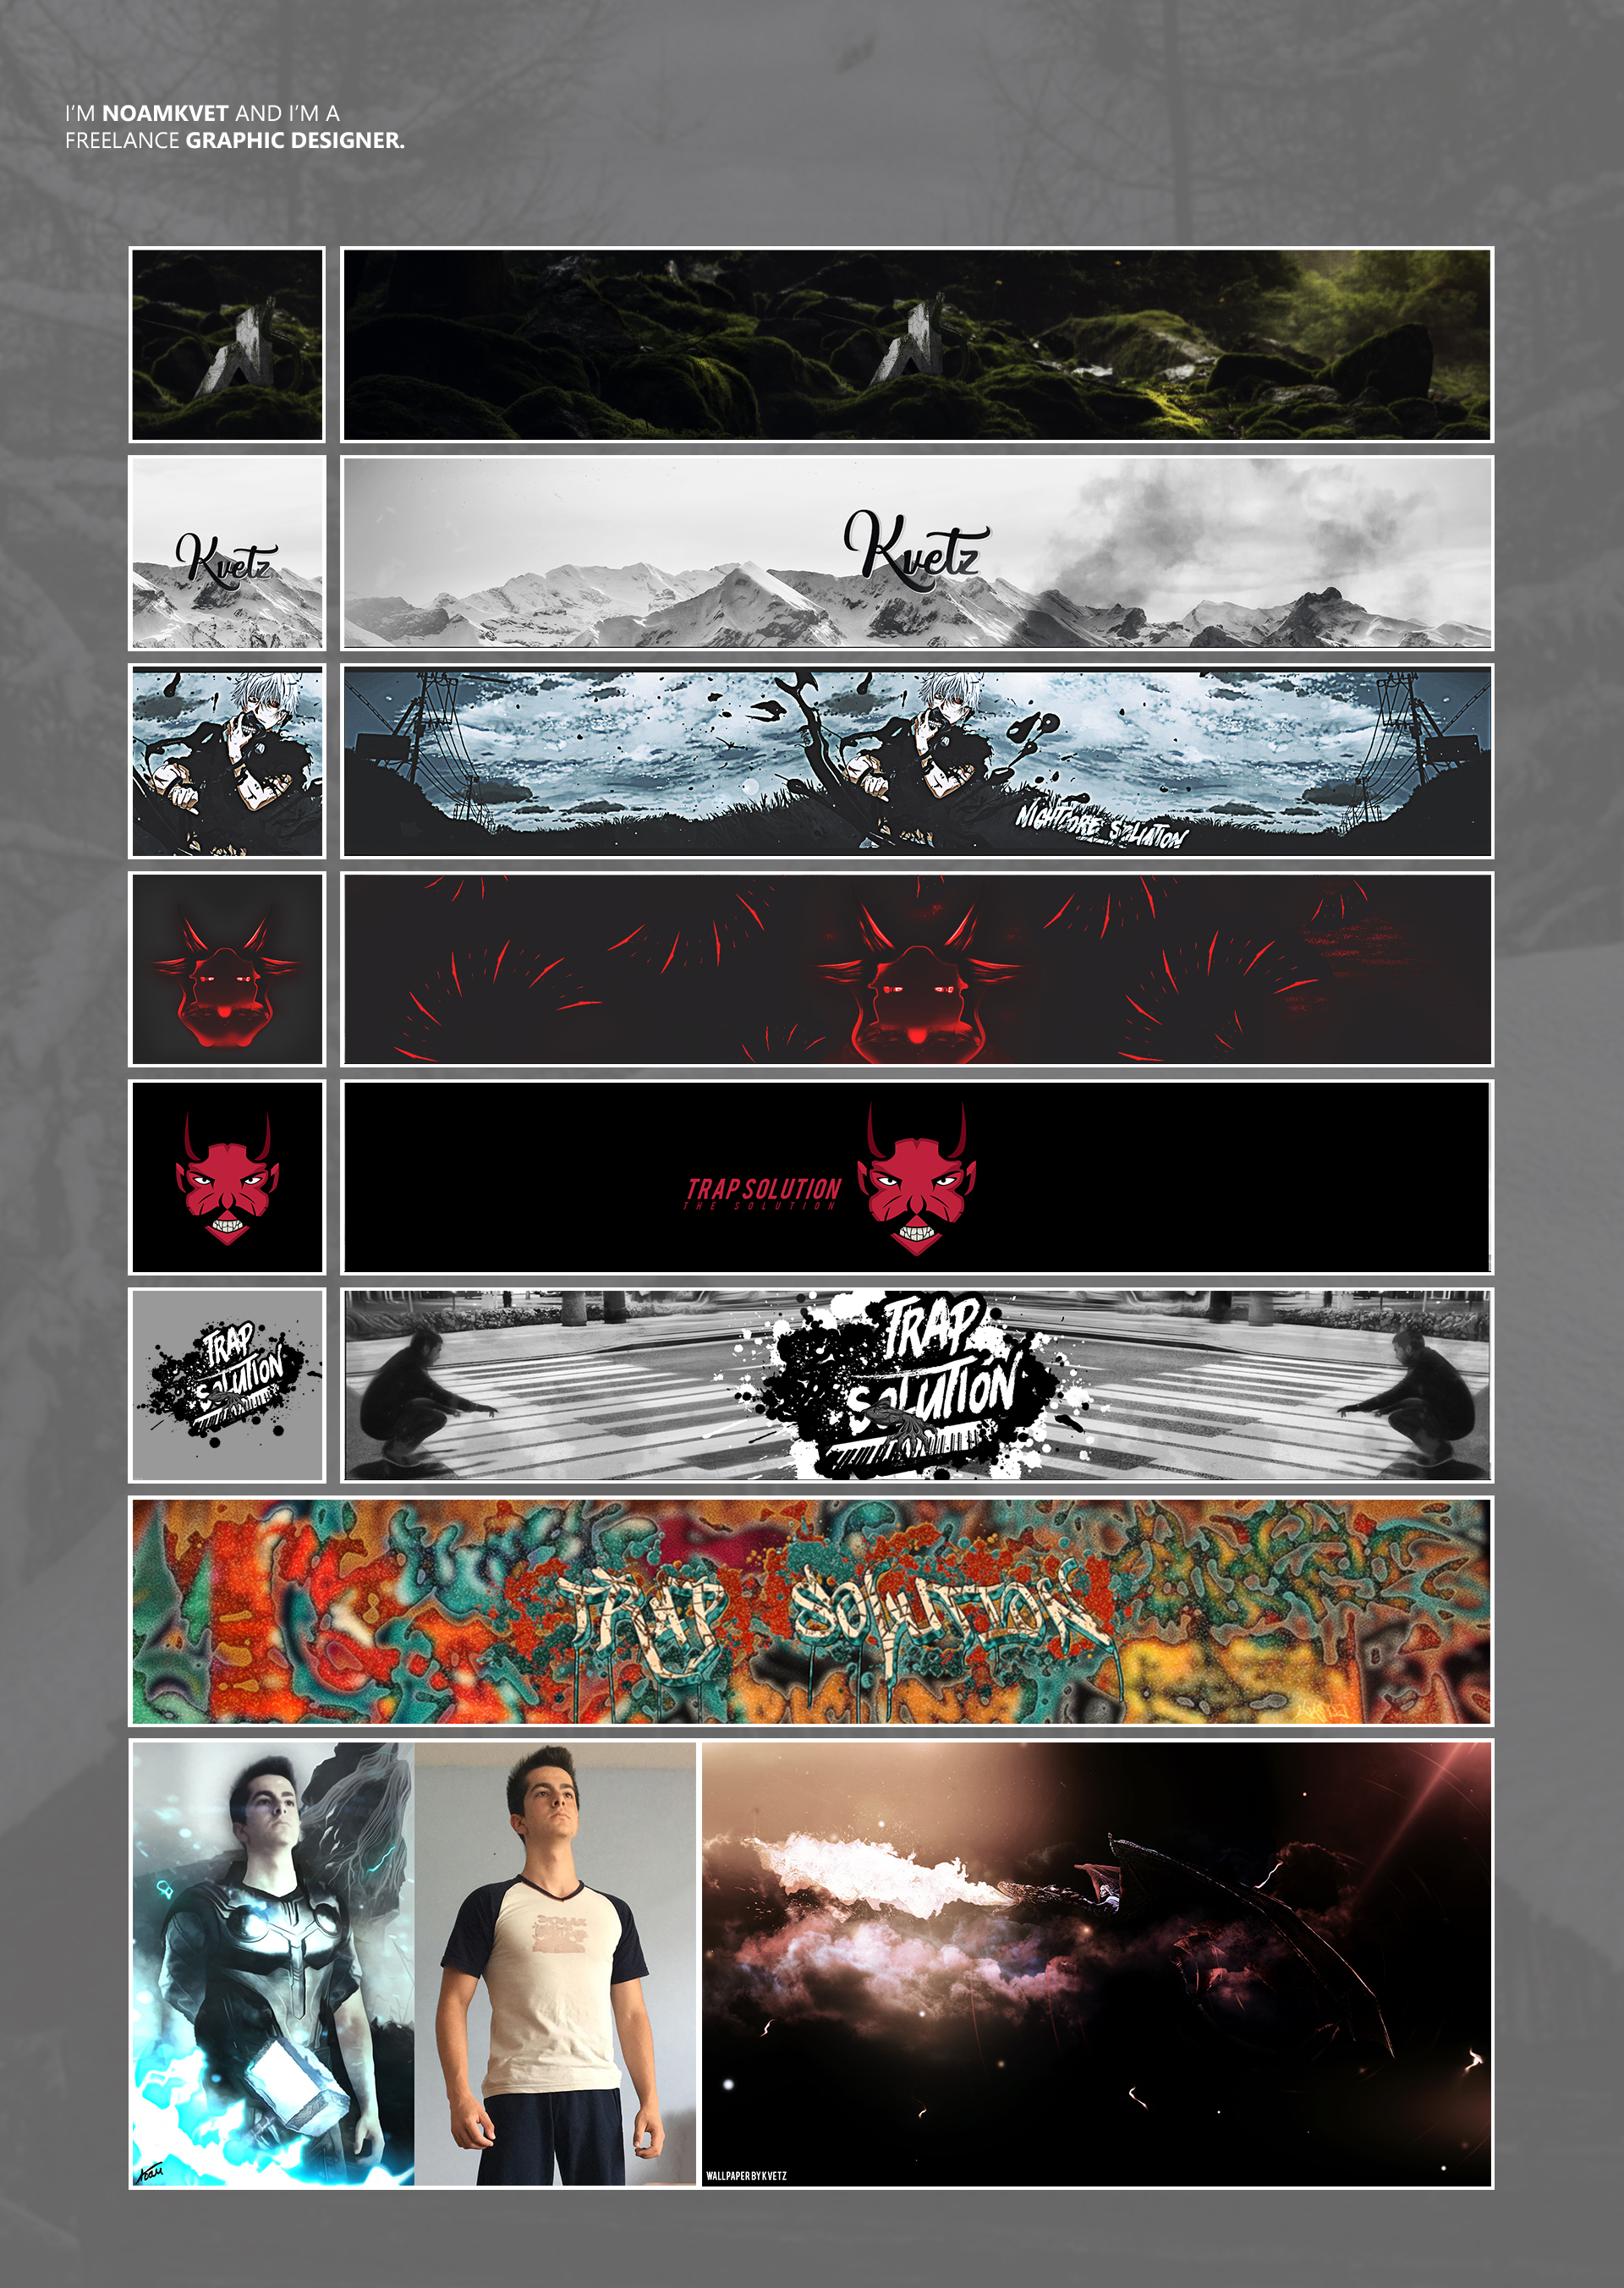 I'M NOAMKVET AND I'M A
FREELANCE GRAPHIC DESIGNER.
Kvetz
Kvetz
NIGHTCORE SOLUTION
TRAP SOLUTION
THE SOLUTION
TRAP
SOLUTION
TRAP
SOLUTION
TRAP SOLUTION
WALLPAPER BY KVETZ